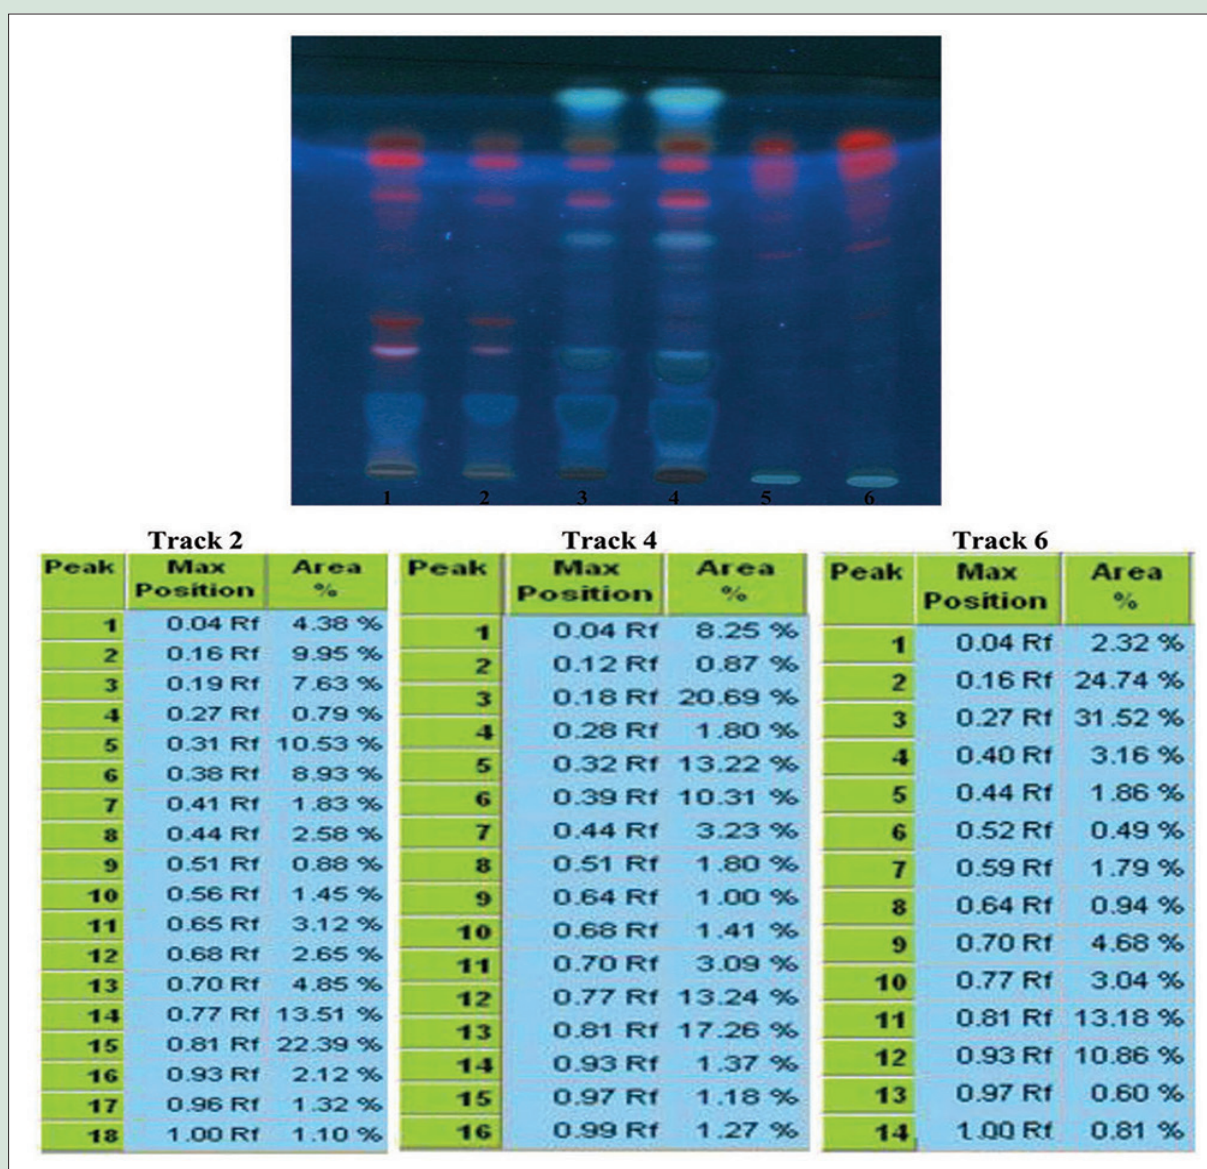 1 2 3 4 5 6
Track 2
Peak Max Position Area %
1 0.04 Rf 4.38 %
2 0.16 Rf 9.95 %
3 0.19 Rf 7.63 %
4 0.27 Rf 0.79 %
5 0.31 Rf 10.53 %
6 0.38 Rf 8.93 %
7 0.41 Rf 1.83 %
8 0.44 Rf 2.58 %
9 0.51 Rf 0.88 %
10 0.56 Rf 1.45 %
11 0.65 Rf 3.12 %
12 0.68 Rf 2.65 %
13 0.70 Rf 4.85 %
14 0.77 Rf 13.51 %
15 0.81 Rf 22.39 %
16 0.93 Rf 2.12 %
17 0.96 Rf 1.32 %
18 1.00 Rf 1.10 %
Track 4
Peak Max Position Area %
1 0.04 Rf 8.25 %
2 0.12 Rf 0.87 %
3 0.18 Rf 20.69 %
4 0.28 Rf 1.80 %
5 0.32 Rf 13.22 %
6 0.39 Rf 10.31 %
7 0.44 Rf 3.23 %
8 0.51 Rf 1.80 %
9 0.64 Rf 1.00 %
10 0.68 Rf 1.41 %
11 0.70 Rf 3.09 %
12 0.77 Rf 13.24 %
13 0.81 Rf 17.26 %
14 0.93 Rf 1.37 %
15 0.97 Rf 1.18 %
16 0.99 Rf 1.27 %
Track 6
Peak Max Position Area %
1 0.04 Rf 2.32 %
2 0.16 Rf 24.74 %
3 0.27 Rf 31.52 %
4 0.40 Rf 3.16 %
5 0.44 Rf 1.86 %
6 0.52 Rf 0.49 %
7 0.59 Rf 1.79 %
8 0.64 Rf 0.94 %
9 0.70 Rf 4.68 %
10 0.77 Rf 3.04 %
11 0.81 Rf 13.18 %
12 0.93 Rf 10.86 %
13 0.97 Rf 0.60 %
14 1.00 Rf 0.81 %